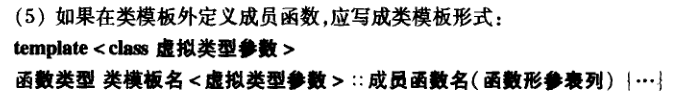 (5) 如果在类模板外定义成员函数,应写成类模板形式:
template <class 虚拟类型参数>
函数类型 类模板名<虚拟类型参数>::成员函数名(函数形参表列) {…}